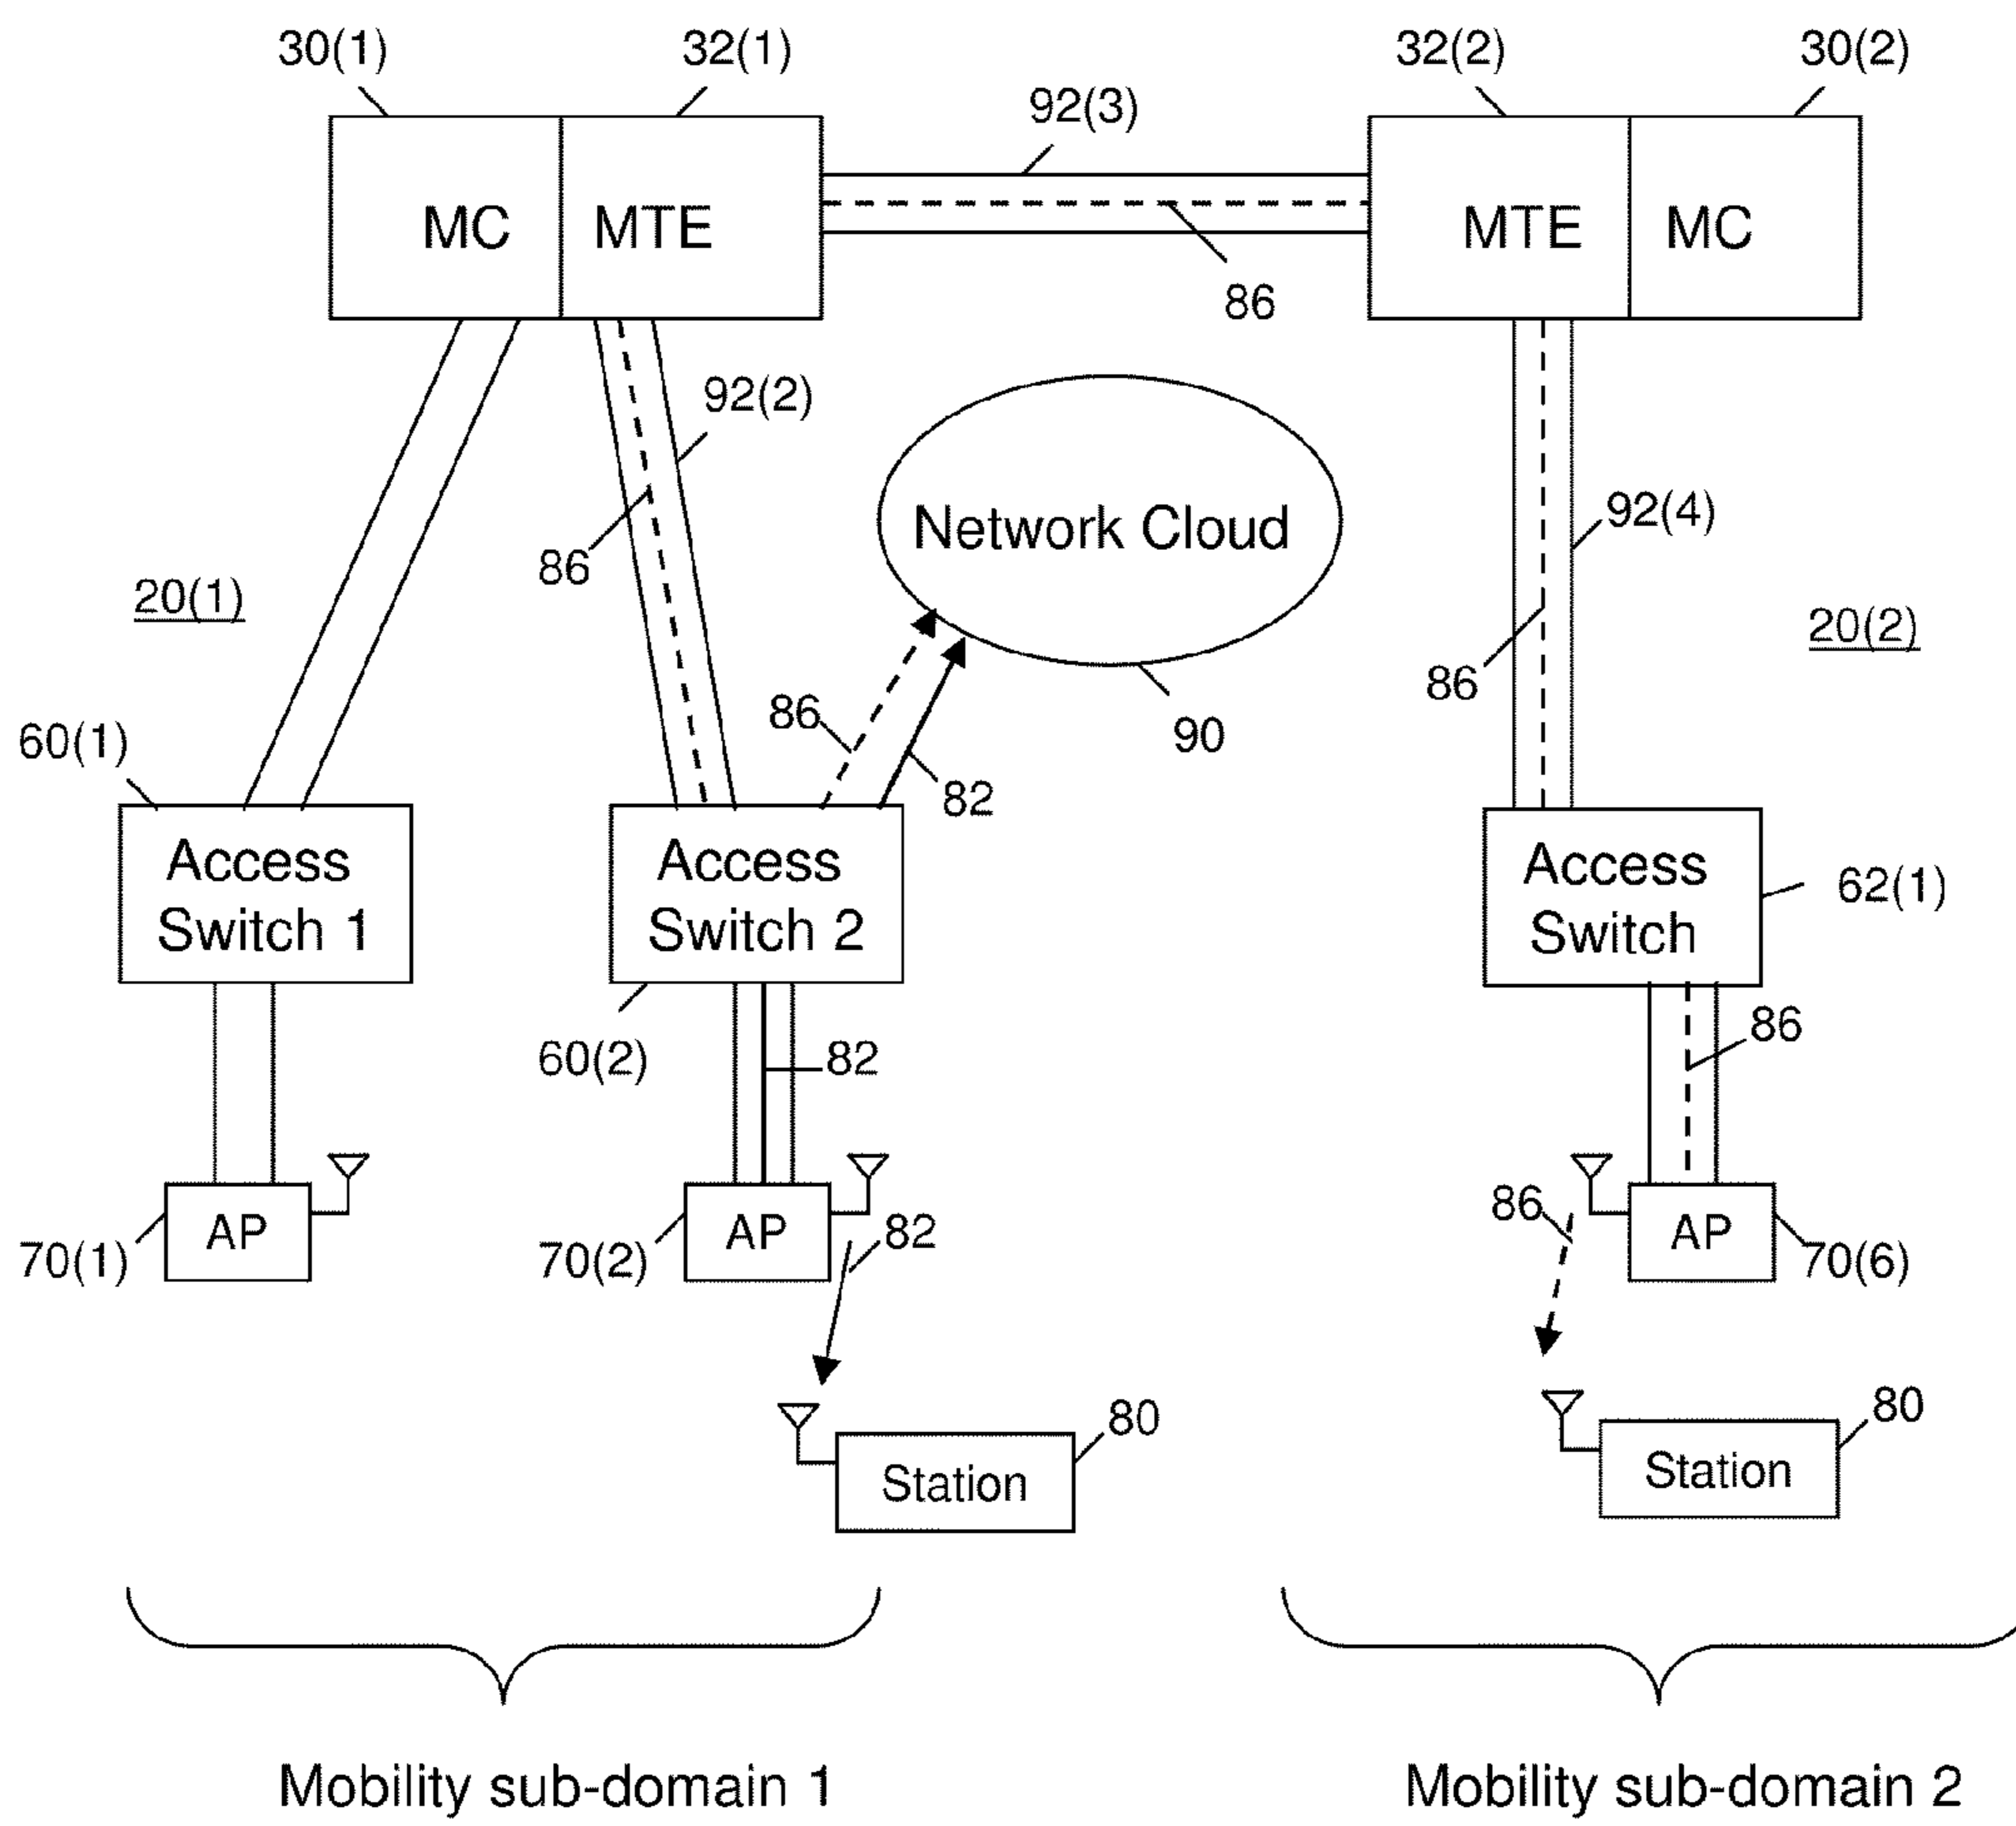 30(1)
32(1)
32(2)
30(2)
92(3)
MC
MTE
MTE
MC
86
92(2)
Network Cloud
92(4)
86
20(1)
20(2)
86
86
60(1)
90
82
Access
Switch 1
Access
Switch 2
Access
Switch
62(1)
86
60(2)
82
86
AP
70(1)
AP
70(2)
82
AP
70(6)
80
Station
80
Station
Mobility sub-domain 1
Mobility sub-domain 2